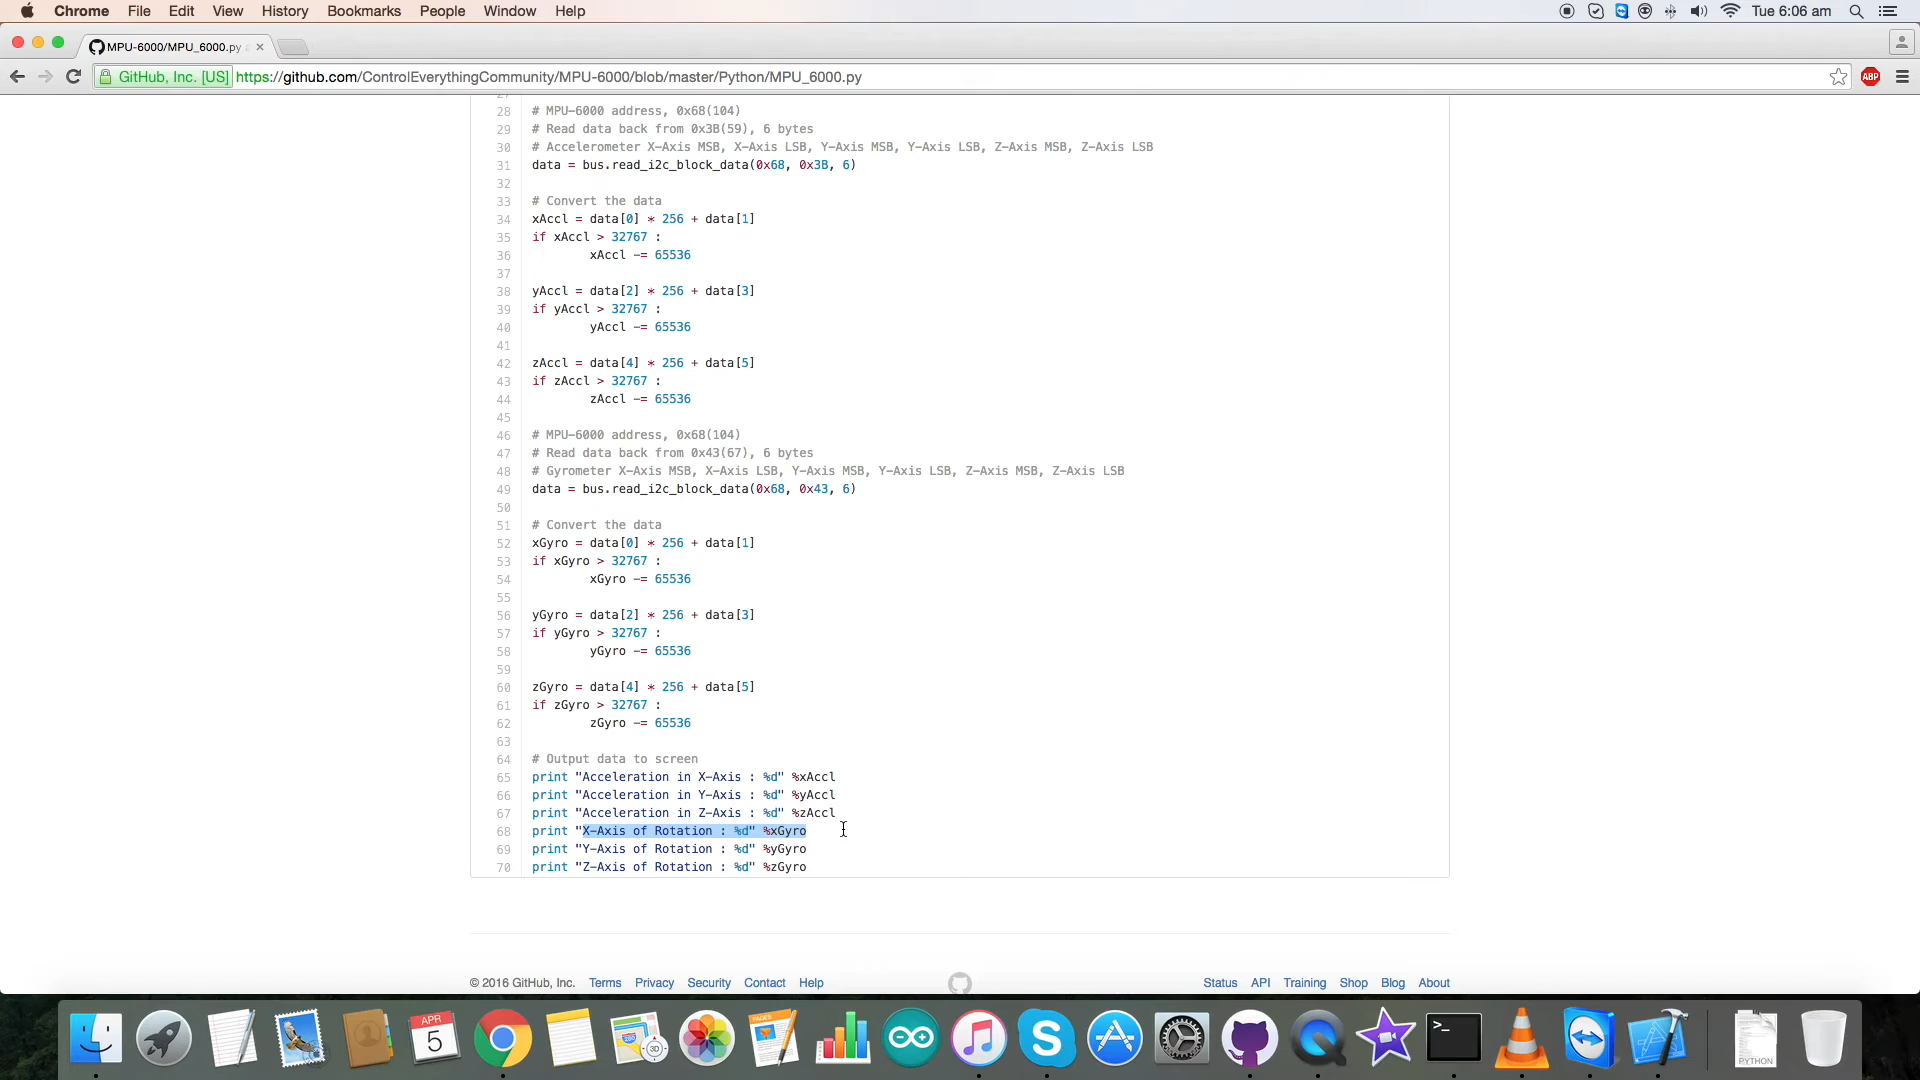 Chrome File Edit View History Bookmarks People Window Help Tue 6:06 am
MPU-6000/MPU_6000.py
GitHub, Inc. [US] https://github.com/ControlEverythingCommunity/MPU-6000/blob/master/Python/MPU_6000.py ABP
28 # MPU-6000 address, 0x68(104)
29 # Read data back from 0x3B(59), 6 bytes
30 # Accelerometer X-Axis MSB, X-Axis LSB, Y-Axis MSB, Y-Axis LSB, Z-Axis MSB, Z-Axis LSB
31 data = bus.read_i2c_block_data(0x68, 0x3B, 6)
32
33 # Convert the data
34 xAccl = data[0] * 256 + data[1]
35 if xAccl > 32767 :
36 xAccl -= 65536
37
38 yAccl = data[2] * 256 + data[3]
39 if yAccl > 32767 :
40 yAccl -= 65536
41
42 zAccl = data[4] * 256 + data[5]
43 if zAccl > 32767 :
44 zAccl -= 65536
45
46 # MPU-6000 address, 0x68(104)
47 # Read data back from 0x43(67), 6 bytes
48 # Gyrometer X-Axis MSB, X-Axis LSB, Y-Axis MSB, Y-Axis LSB, Z-Axis MSB, Z-Axis LSB
49 data = bus.read_i2c_block_data(0x68, 0x43, 6)
50
51 # Convert the data
52 xGyro = data[0] * 256 + data[1]
53 if xGyro > 32767 :
54 xGyro -= 65536
55
56 yGyro = data[2] * 256 + data[3]
57 if yGyro > 32767 :
58 yGyro -= 65536
59
60 zGyro = data[4] * 256 + data[5]
61 if zGyro > 32767 :
62 zGyro -= 65536
63
64 # Output data to screen
65 print "Acceleration in X-Axis : %d" %xAccl
66 print "Acceleration in Y-Axis : %d" %yAccl
67 print "Acceleration in Z-Axis : %d" %zAccl
68 print "X-Axis of Rotation : %d" %xGyro
69 print "Y-Axis of Rotation : %d" %yGyro
70 print "Z-Axis of Rotation : %d" %zGyro
© 2016 GitHub, Inc. Terms Privacy Security Contact Help Status API Training Shop Blog About
APR
5
3D
PAGES
PYTHON